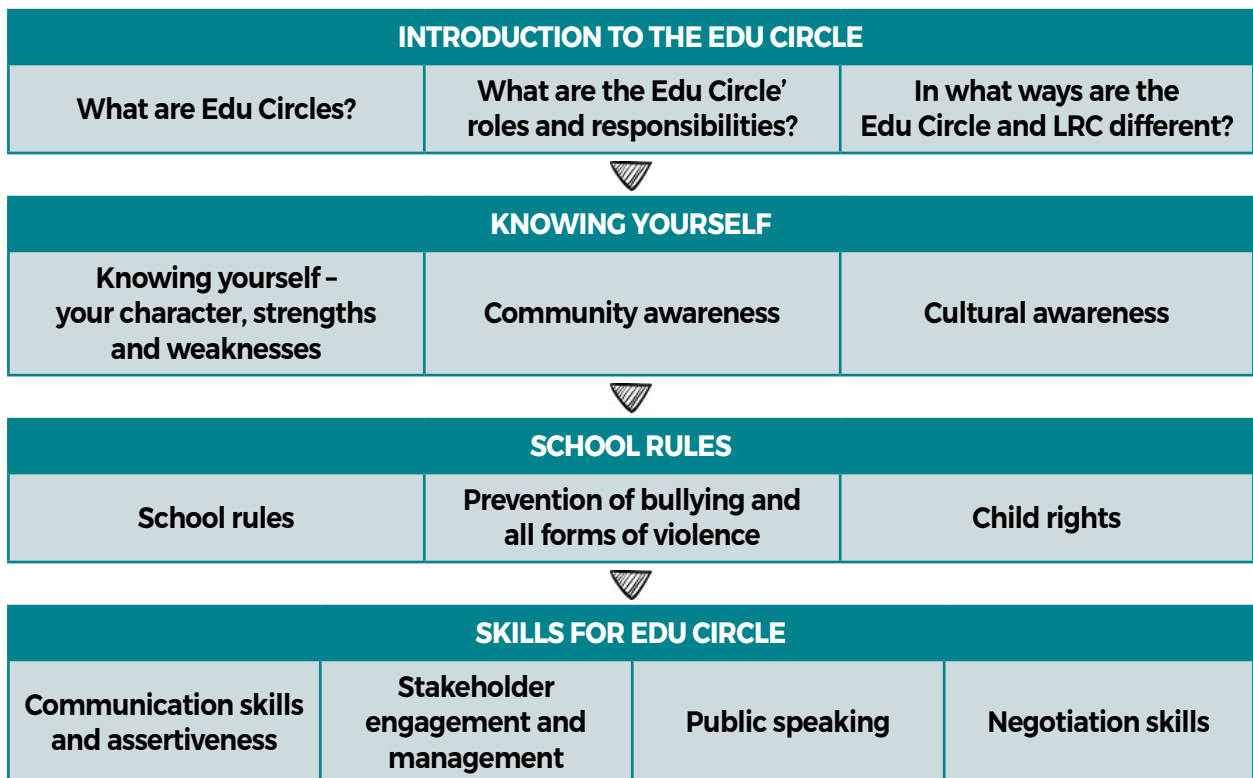 INTRODUCTION TO THE EDU CIRCLE
What are Edu Circles?
What are the Edu Circle’
roles and responsibilities?
In what ways are the
Edu Circle and LRC different?
KNOWING YOURSELF
Knowing yourself –
your character, strengths
and weaknesses
Community awareness
Cultural awareness
SCHOOL RULES
School rules
Prevention of bullying and
all forms of violence
Child rights
SKILLS FOR EDU CIRCLE
Communication skills
and assertiveness
Stakeholder
engagement and
management
Public speaking
Negotiation skills